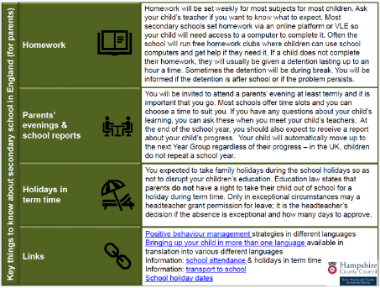 Key things to know about secondary school in England (for parents)
Homework
Homework will be set weekly for most subjects for most children. Ask
your child's teacher if you want to know what to expect. Most
secondary schools set homework via an online platform or VLE so
your child will need access to a computer to complete it. Often the
school will run free homework clubs where children can use school
computers and get help if they need it. If a child does not complete
their homework, they will usually be given a detention lasting up to an
hour a time. Sometimes the detention will be during break. You will be
informed if the detention is after school or if the problem persists.
Parents'
evenings &
school reports
You will be invited to attend a parents' evening at least termly and it is
important that you go. Most schools offer time slots and you can
choose a time to suit you. If you have any questions about your child's
learning, you can ask these when you meet your child's teachers. At
the end of the school year, you should also expect to receive a report
about your child's progress. Your child will automatically move up to
the next Year Group regardless of their progress – in the UK, children
do not repeat a school year.
Holidays in
term time
You expected to take family holidays during the school holidays so as
not to disrupt your children's education. Education law states that
parents do not have a right to take their child out of school for a
holiday during term time. Only in exceptional circumstances may a
headteacher grant permission for leave; it is the headteacher's
decision if the absence is exceptional and how many days to approve.
Links
Positive behaviour management strategies in different languages
Bringing up your child in more than one language available in
translation into various different languages
Information: school attendance & holidays in term time
Information: transport to school
School holiday dates
Hampshire
County Council